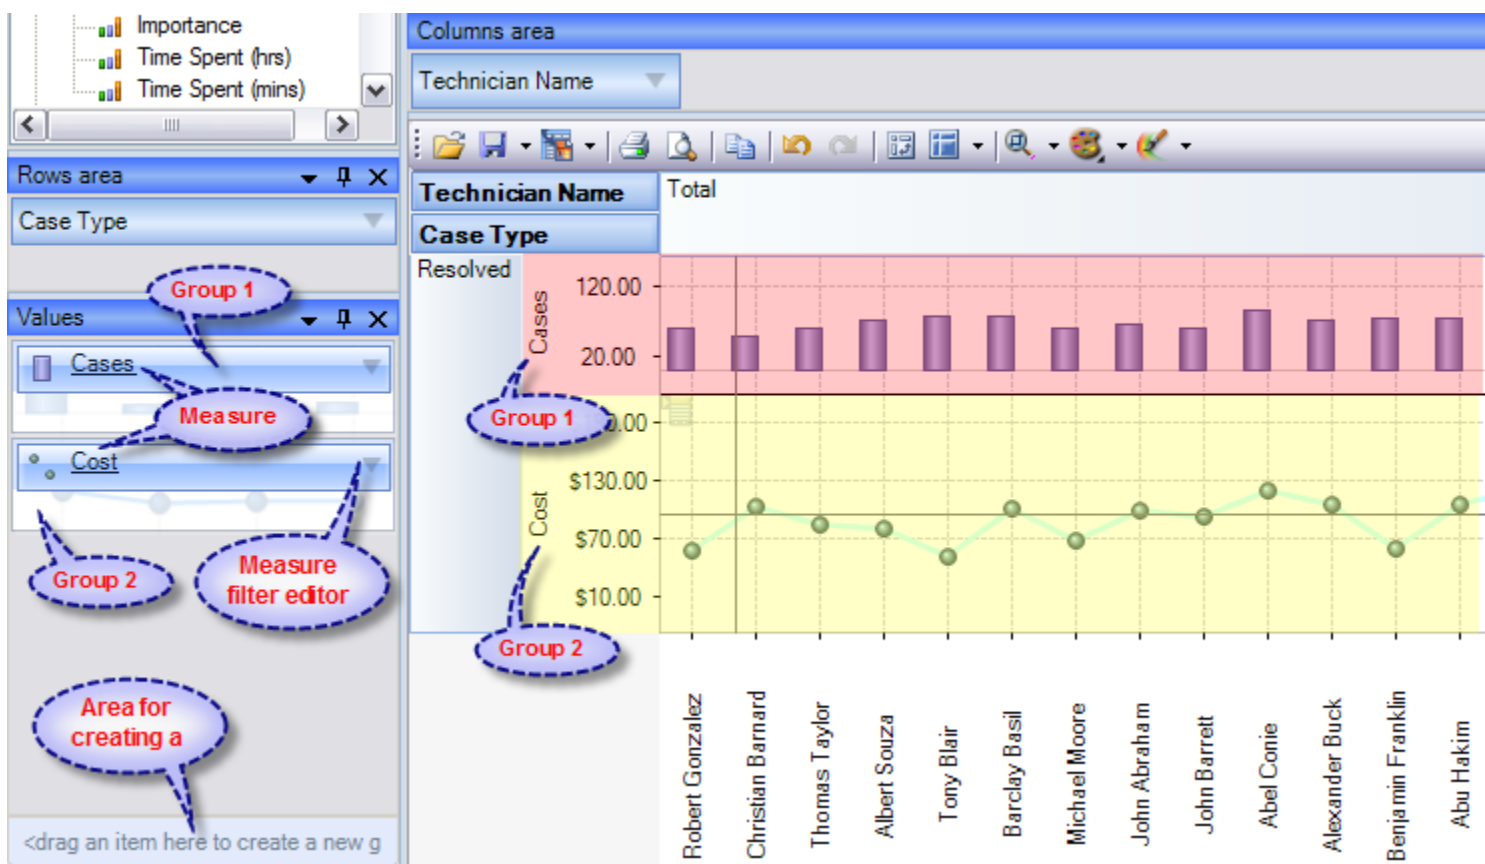 Importance
Time Spent (hrs)
Time Spent (mins)
Columns area
Technician Name
Rows area
Case Type
Group 1
Values
Cases
Measure
Cost
Group 2
Measure
filter editor
Area for
creating a
<drag an item here to create a new g
Technician Name
Total
Case Type
Resolved
Cases
120.00
20.00
Group 1
0.00
Cost
$130.00
$70.00
$10.00
Group 2
Robert Gonzalez
Christian Barnard
Thomas Taylor
Albert Souza
Tony Blair
Barclay Basil
Michael Moore
John Abraham
John Barrett
Abel Conie
Alexander Buck
Benjamin Franklin
Abu Hakim